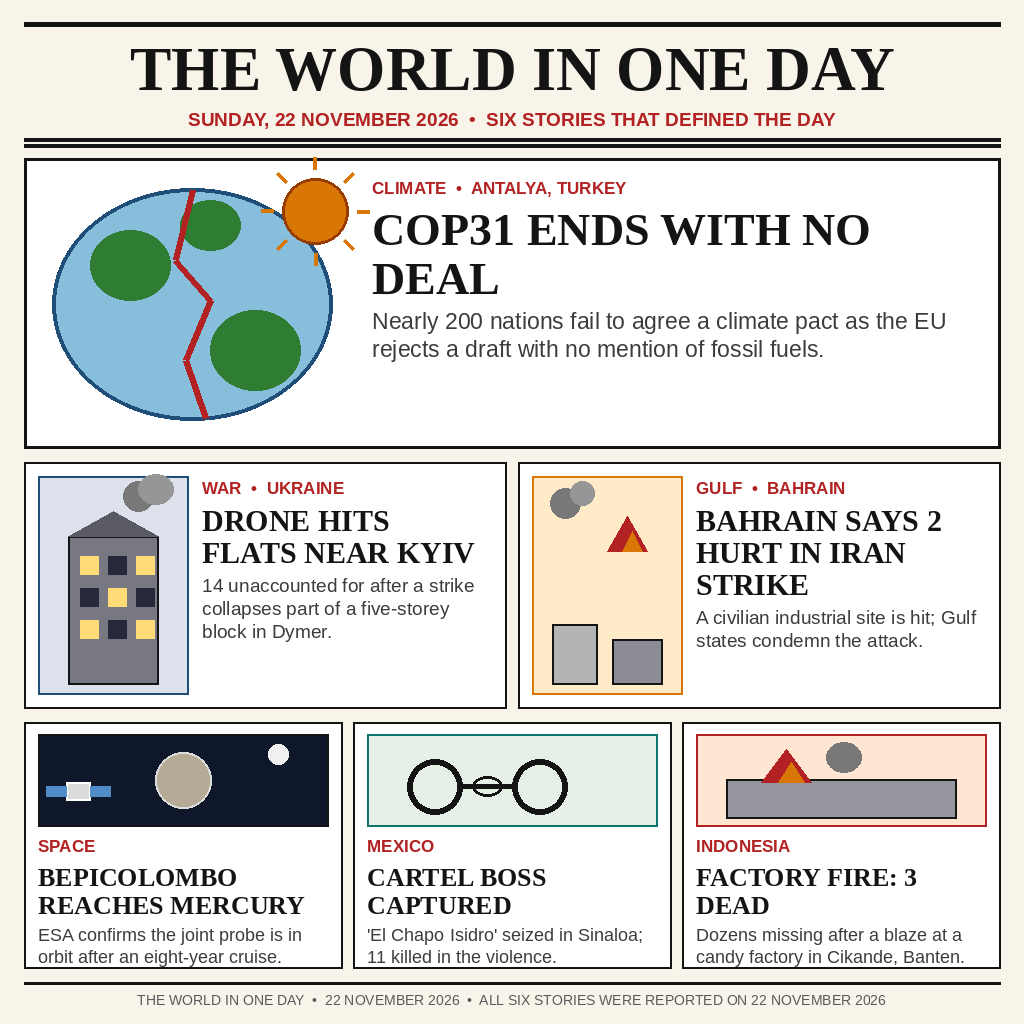 THE WORLD IN ONE DAY
SUNDAY, 22 NOVEMBER 2026 • SIX STORIES THAT DEFINED THE DAY
CLIMATE • ANTALYA, TURKEY
COP31 ENDS WITH NO
DEAL
Nearly 200 nations fail to agree a climate pact as the EU
rejects a draft with no mention of fossil fuels.
WAR • UKRAINE
DRONE HITS
FLATS NEAR KYIV
14 unaccounted for after a strike
collapses part of a five-storey
block in Dymer.
GULF • BAHRAIN
BAHRAIN SAYS 2
HURT IN IRAN
STRIKE
A civilian industrial site is hit; Gulf
states condemn the attack.
SPACE
BEPICOLOMBO
REACHES MERCURY
ESA confirms the joint probe is in
orbit after an eight-year cruise.
MEXICO
CARTEL BOSS
CAPTURED
'El Chapo Isidro' seized in Sinaloa;
11 killed in the violence.
INDONESIA
FACTORY FIRE: 3
DEAD
Dozens missing after a blaze at a
candy factory in Cikande, Banten.
THE WORLD IN ONE DAY • 22 NOVEMBER 2026 • ALL SIX STORIES WERE REPORTED ON 22 NOVEMBER 2026